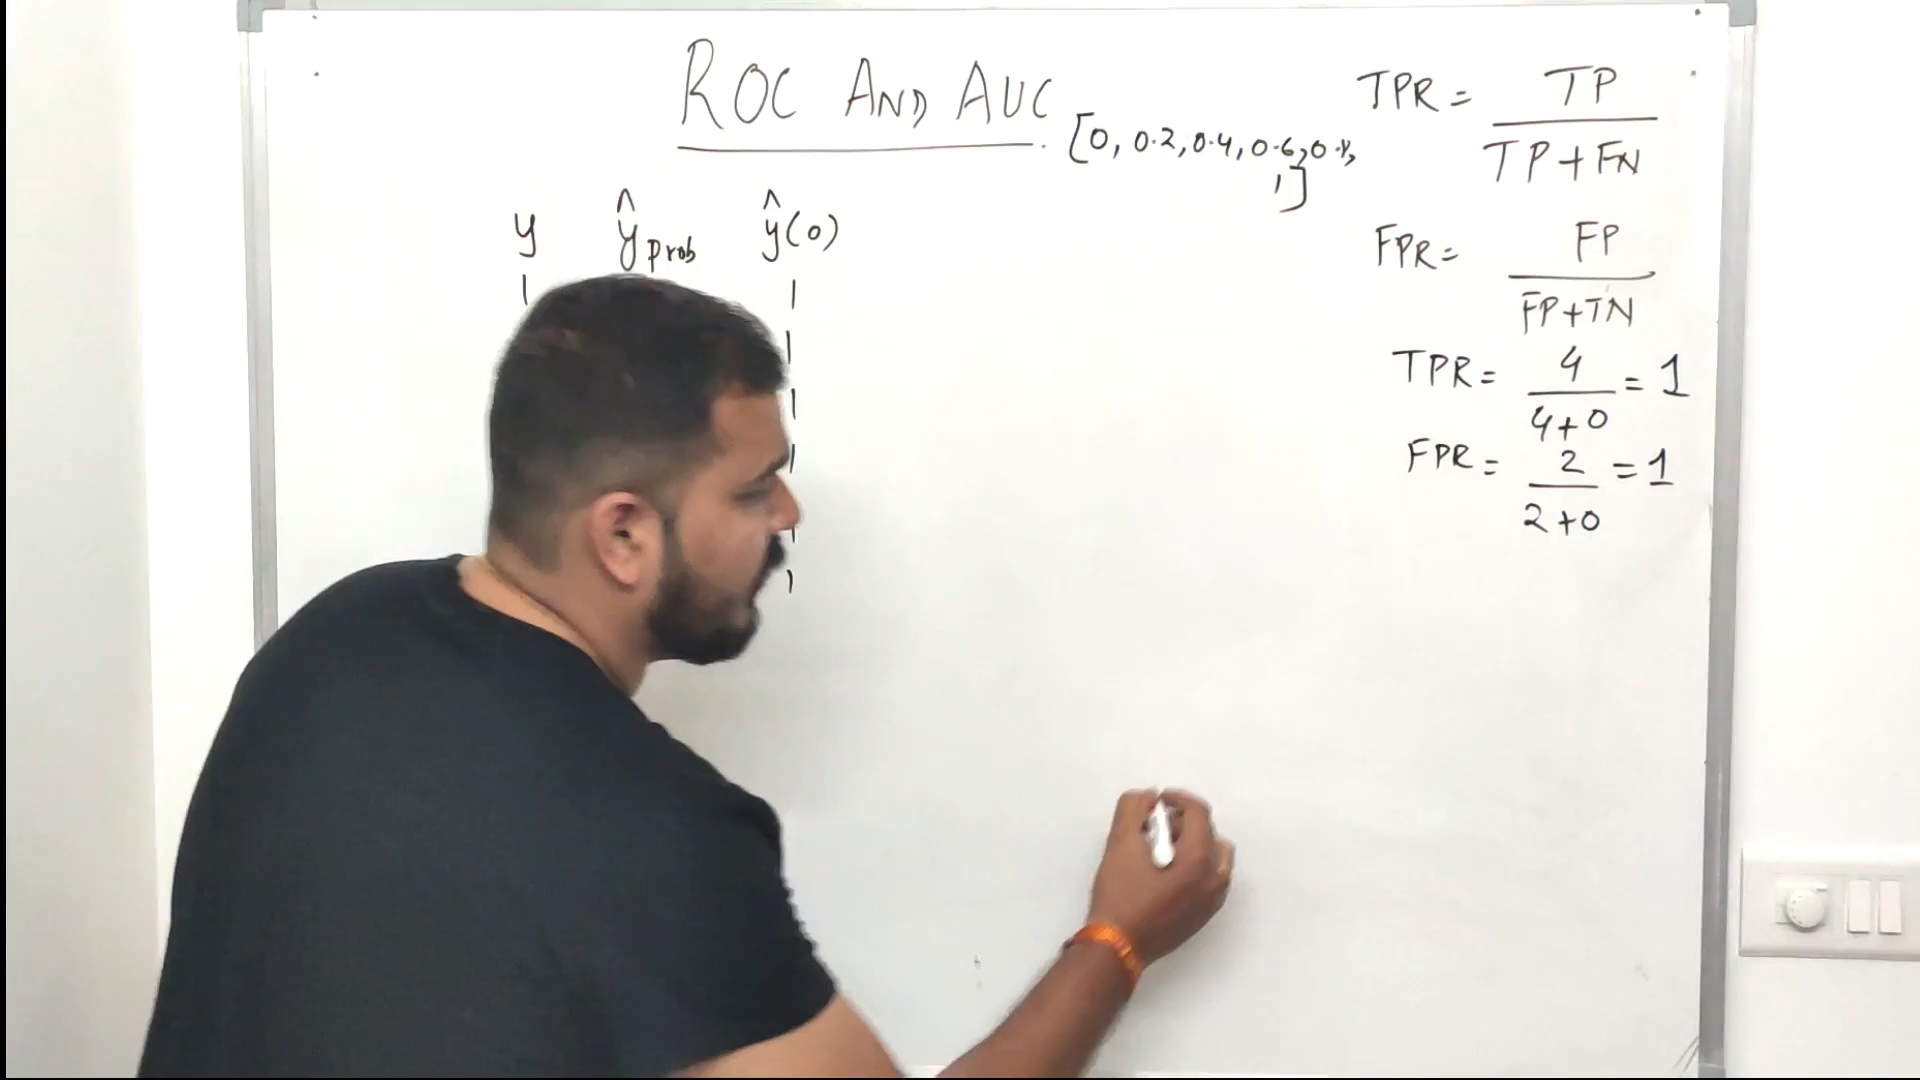 ROC AND AUC
[0, 0.2, 0.4, 0.6, 0.8,
1]
y ŷprob ŷ(0)
1 1
1
1
1
1
1
TPR = TP
TP+FN
FPR = FP
FP+TN
TPR = 4 = 1
4+0
FPR = 2 = 1
2+0